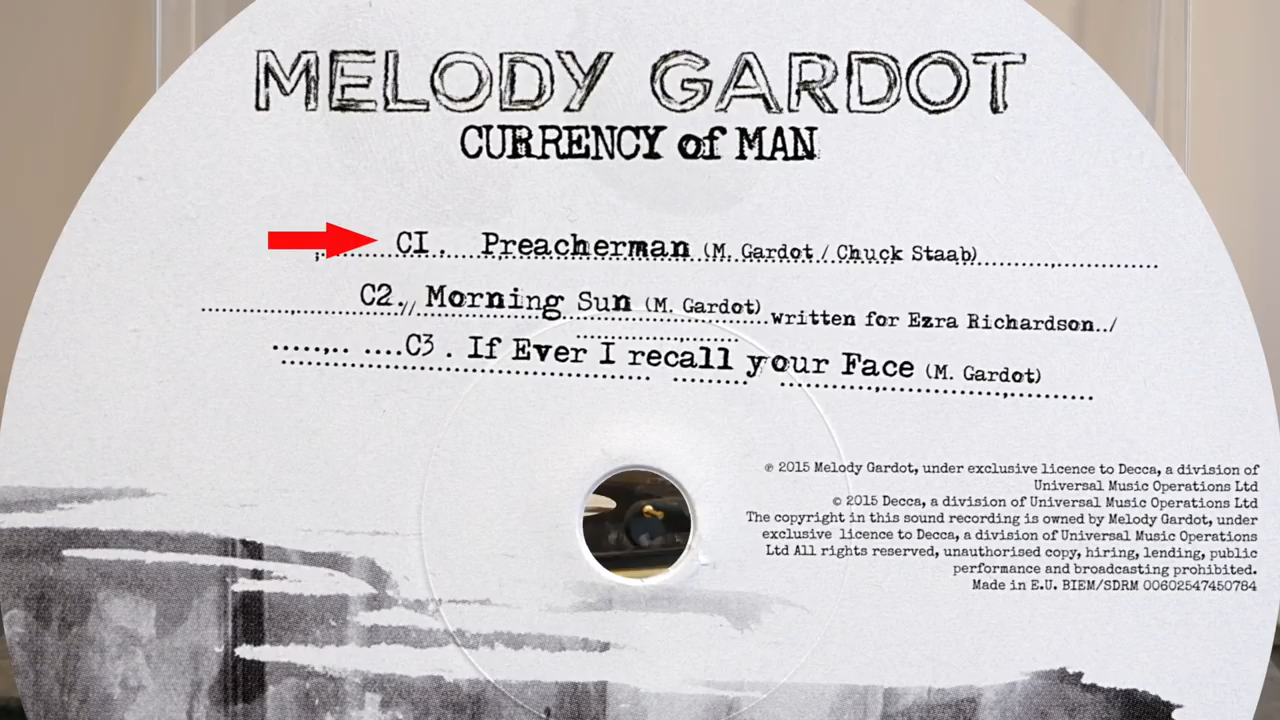 MELODY GARDOT
CURRENCY of MAN
C1. Preacherman (M. Gardot / Chuck Staab)
C2. Morning Sun (M. Gardot) written for Ezra Richardson../
C3. If Ever I recall your Face (M. Gardot)
℗ 2015 Melody Gardot, under exclusive licence to Decca, a division of
Universal Music Operations Ltd
© 2015 Decca, a division of Universal Music Operations Ltd
The copyright in this sound recording is owned by Melody Gardot, under
exclusive licence to Decca, a division of Universal Music Operations
Ltd All rights reserved, unauthorised copy, hiring, lending, public
performance and broadcasting prohibited.
Made in E.U. BIEM/SDRM 00602547450784